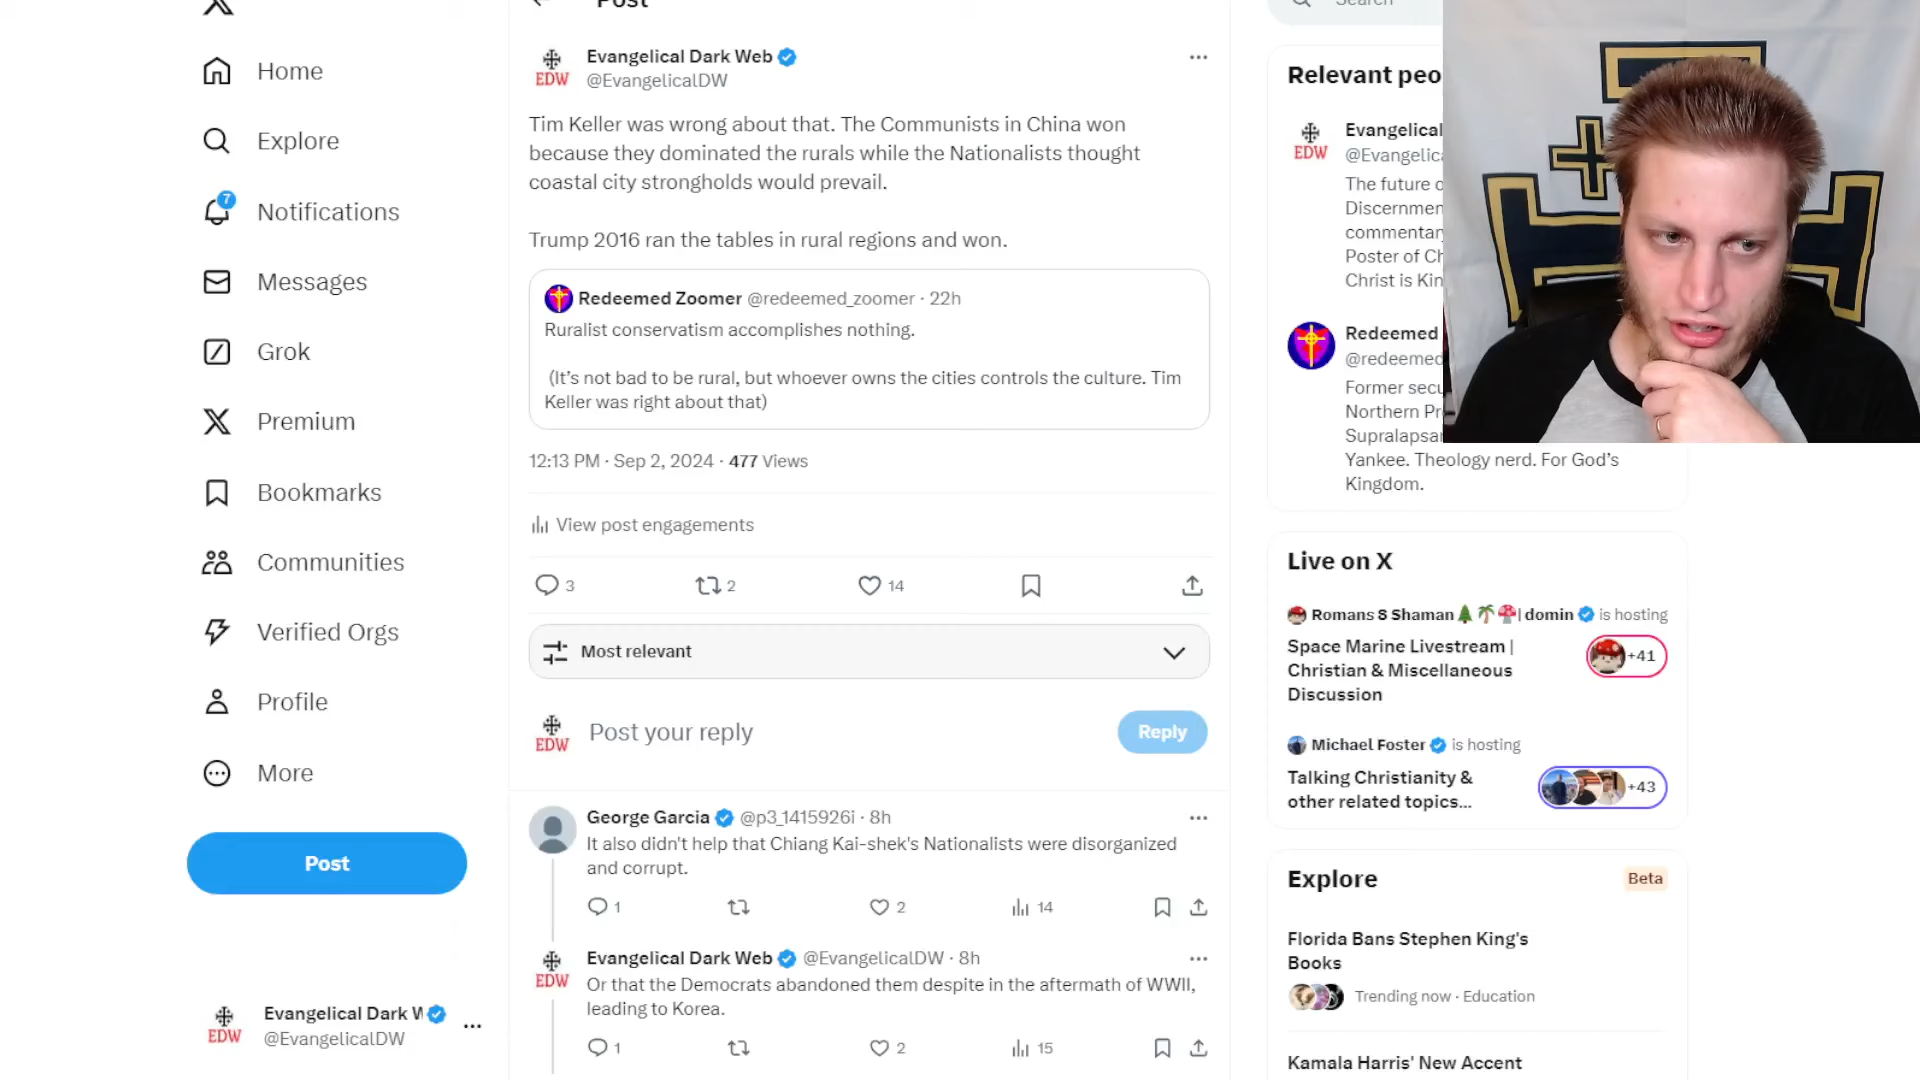 Post
Search
Home
Explore
7
Notifications
Messages
Grok
Premium
Bookmarks
Communities
Verified Orgs
Profile
More
Post
EDW
Evangelical Dark W
@EvangelicalDW
EDW
Evangelical Dark Web
@EvangelicalDW
Tim Keller was wrong about that. The Communists in China won
because they dominated the rurals while the Nationalists thought
coastal city strongholds would prevail.
Trump 2016 ran the tables in rural regions and won.
Redeemed Zoomer @redeemed_zoomer · 22h
Ruralist conservatism accomplishes nothing.
(It’s not bad to be rural, but whoever owns the cities controls the culture. Tim
Keller was right about that)
12:13 PM · Sep 2, 2024 · 477 Views
View post engagements
3
2
14
Most relevant
EDW
Post your reply
Reply
George Garcia @p3_1415926i · 8h
It also didn't help that Chiang Kai-shek's Nationalists were disorganized
and corrupt.
1
2
14
EDW
Evangelical Dark Web @EvangelicalDW · 8h
Or that the Democrats abandoned them despite in the aftermath of WWII,
leading to Korea.
1
2
15
Relevant peo
EDW
Evangelical
@Evangelic
The future o
Discernmen
commentary
Poster of Ch
Christ is Kin
Redeemed
@redeemed
Former secu
Northern Pr
Supralapsar
Yankee. Theology nerd. For God’s
Kingdom.
Live on X
Romans 8 Shaman | domin is hosting
Space Marine Livestream |
Christian & Miscellaneous
Discussion
+41
Michael Foster is hosting
Talking Christianity &
other related topics...
+43
Explore
Beta
Florida Bans Stephen King's
Books
Trending now · Education
Kamala Harris' New Accent